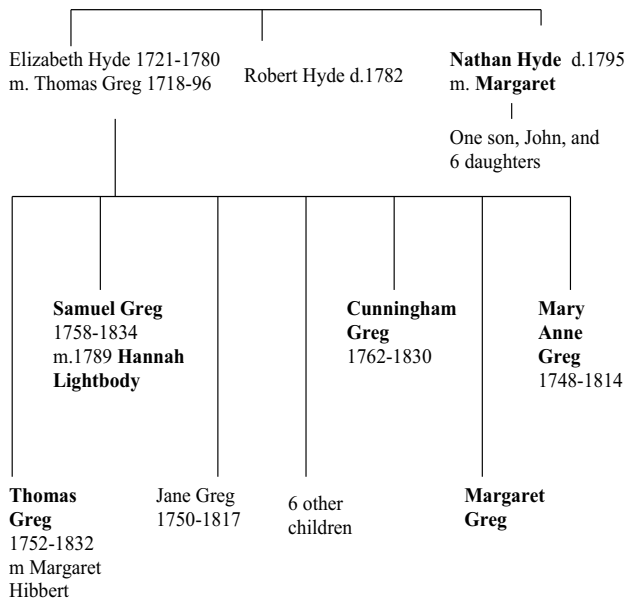 Elizabeth Hyde 1721-1780
m. Thomas Greg 1718-96
Robert Hyde d.1782
Nathan Hyde d.1795
m. Margaret
One son, John, and
6 daughters
Samuel Greg
1758-1834
m.1789 Hannah
Lightbody
Cunningham
Greg
1762-1830
Mary
Anne
Greg
1748-1814
Thomas
Greg
1752-1832
m Margaret
Hibbert
Jane Greg
1750-1817
6 other
children
Margaret
Greg